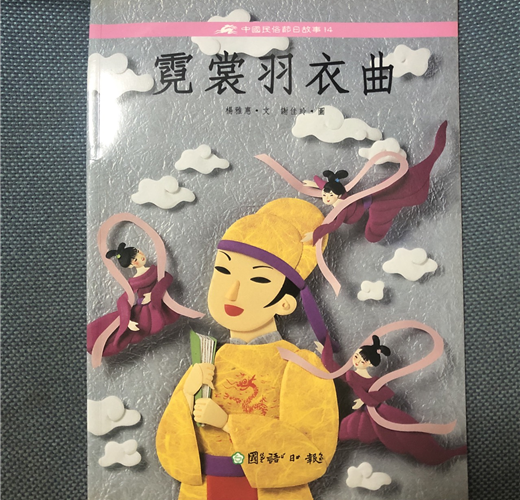 中國民俗節日故事14
霓裳羽衣曲
楊雅惠・文 謝佳玲・圖
國語日報